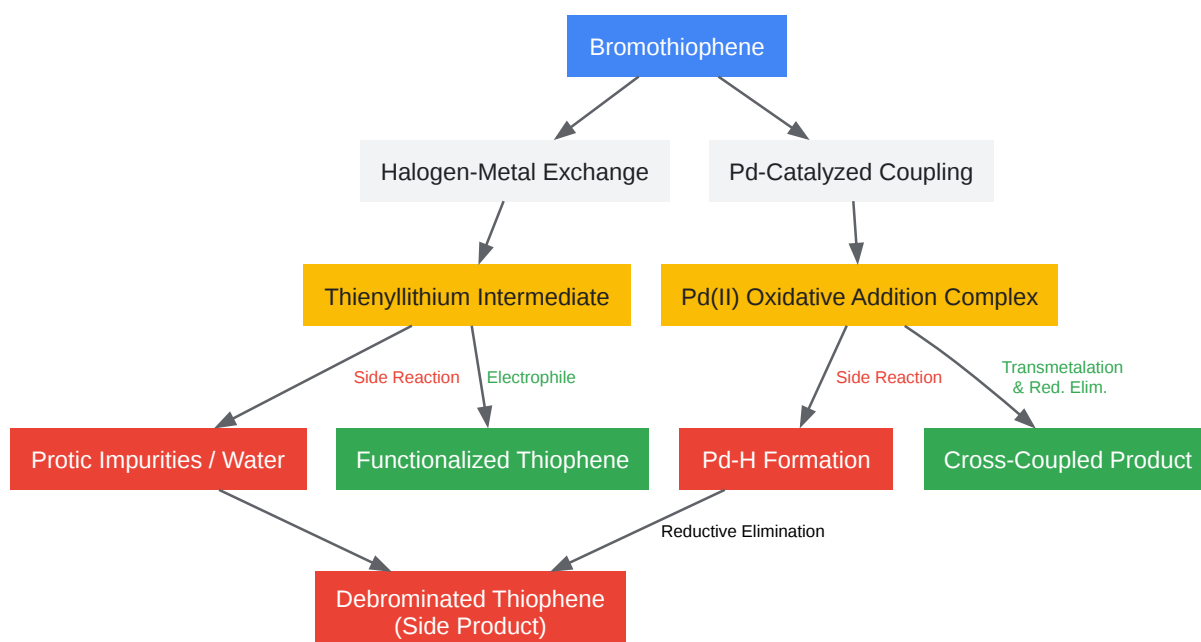 Bromothiophene
Halogen-Metal Exchange
Pd-Catalyzed Coupling
Thienyllithium Intermediate
Pd(II) Oxidative Addition Complex
Side Reaction
Electrophile
Side Reaction
Transmetalation
& Red. Elim.
Protic Impurities / Water
Functionalized Thiophene
Pd-H Formation
Cross-Coupled Product
Reductive Elimination
Debrominated Thiophene
(Side Product)